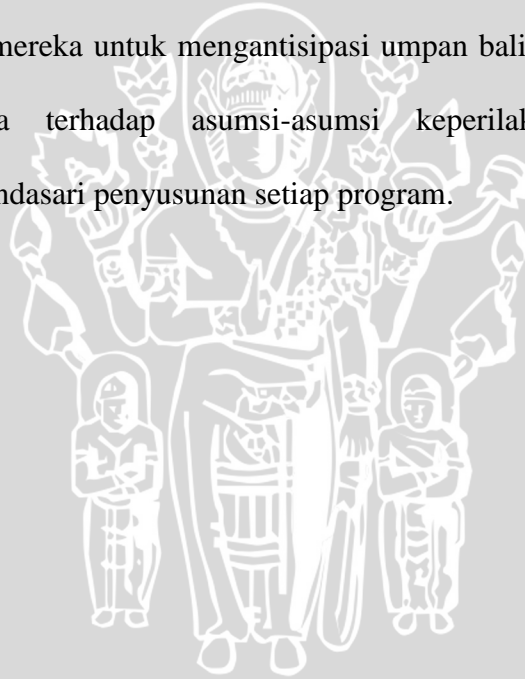 mereka untuk mengantisipasi umpan bali
a terhadap asumsi-asumsi keperilak
ndasari penyusunan setiap program.